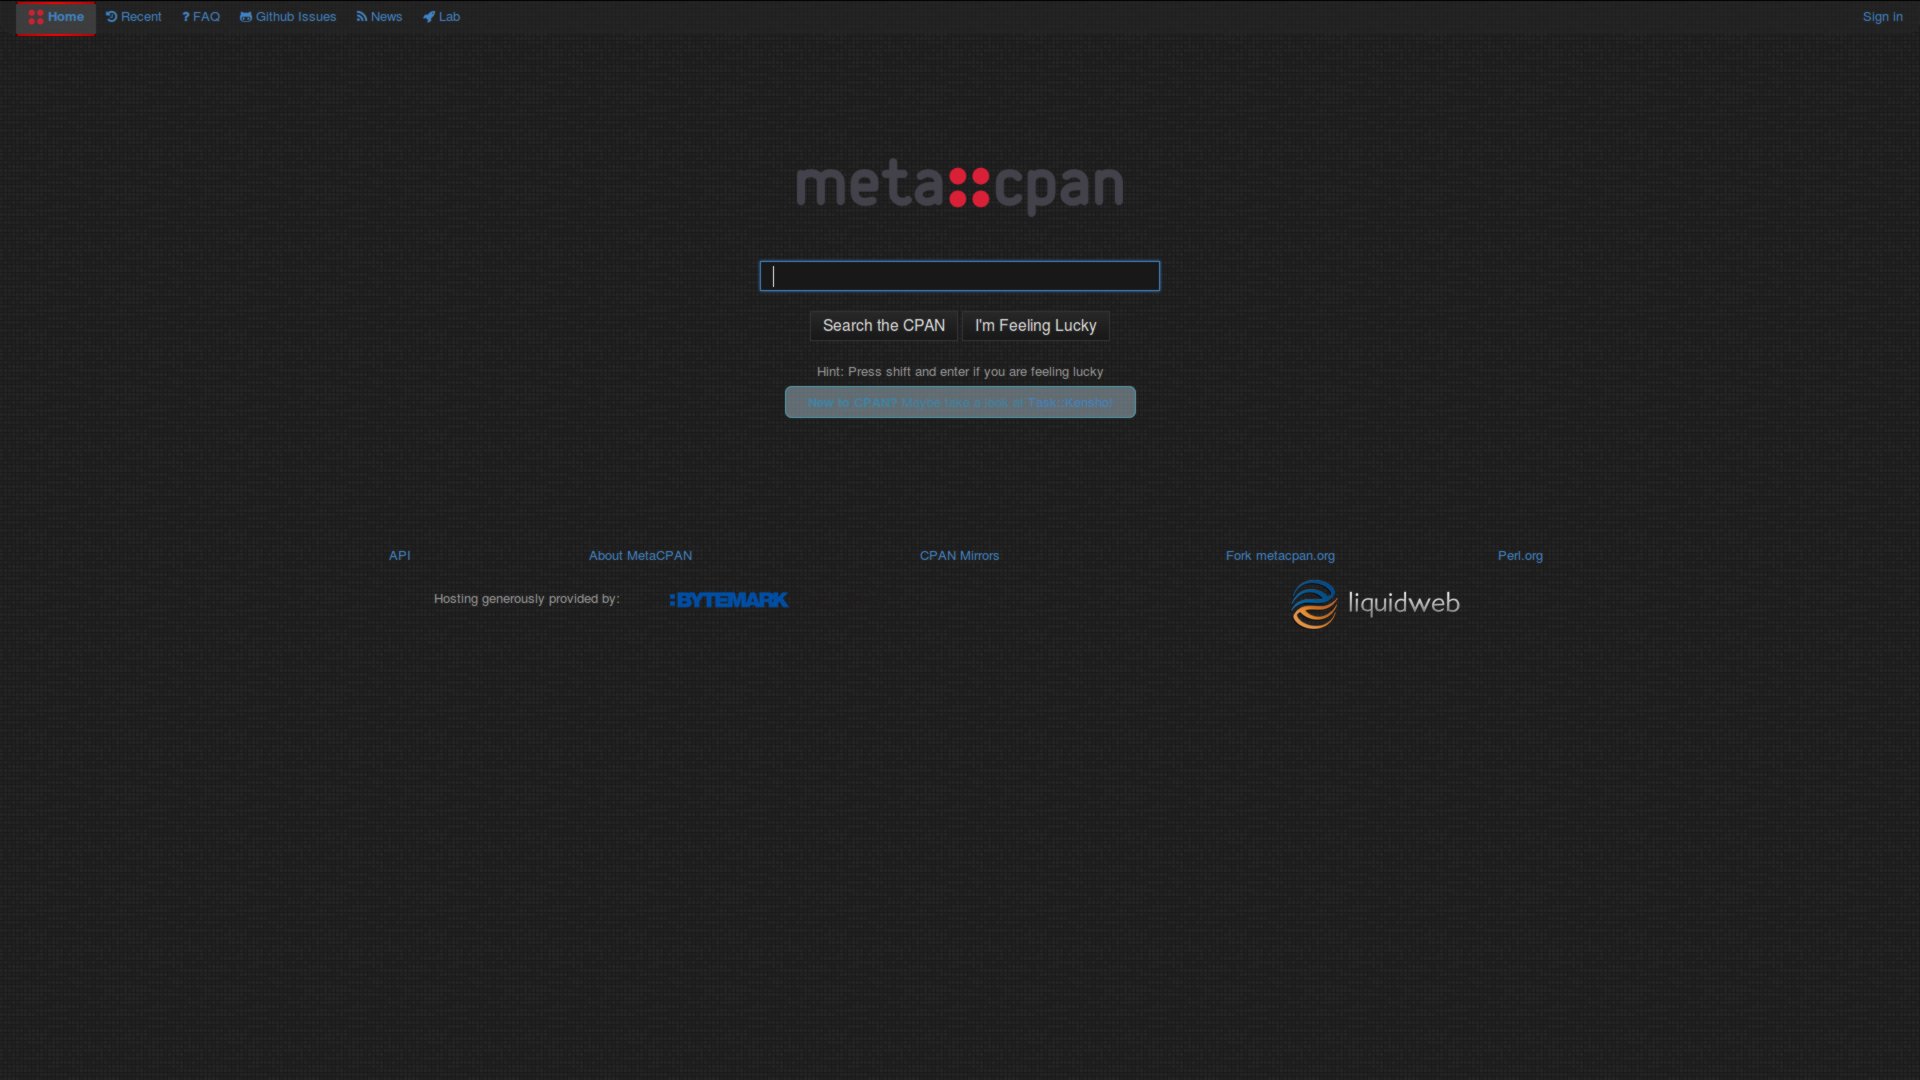 Home Recent ? FAQ Github Issues News Lab Sign in
meta::cpan
Search the CPAN I'm Feeling Lucky
Hint: Press shift and enter if you are feeling lucky
New to CPAN? Maybe take a look at Task::Kensho!
API About MetaCPAN CPAN Mirrors Fork metacpan.org Perl.org
Hosting generously provided by: :BYTEMARK liquidweb